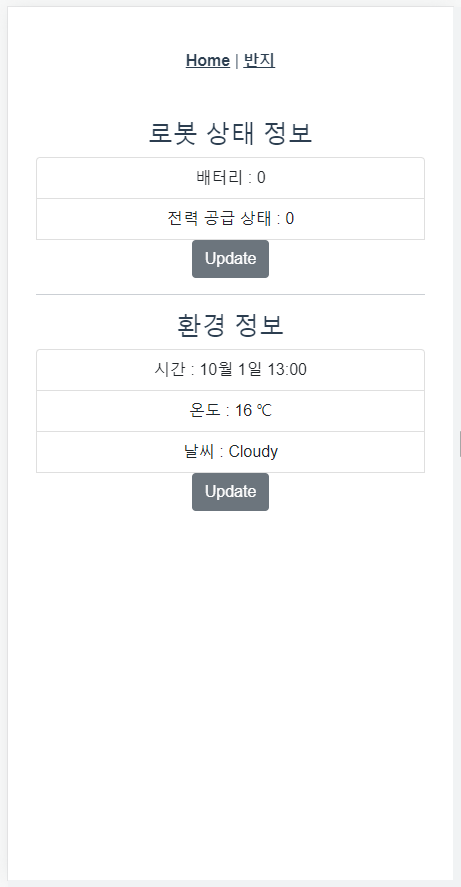 Home | 반지
로봇 상태 정보
배터리 : 0
전력 공급 상태 : 0
Update
환경 정보
시간 : 10월 1일 13:00
온도 : 16 ℃
날씨 : Cloudy
Update